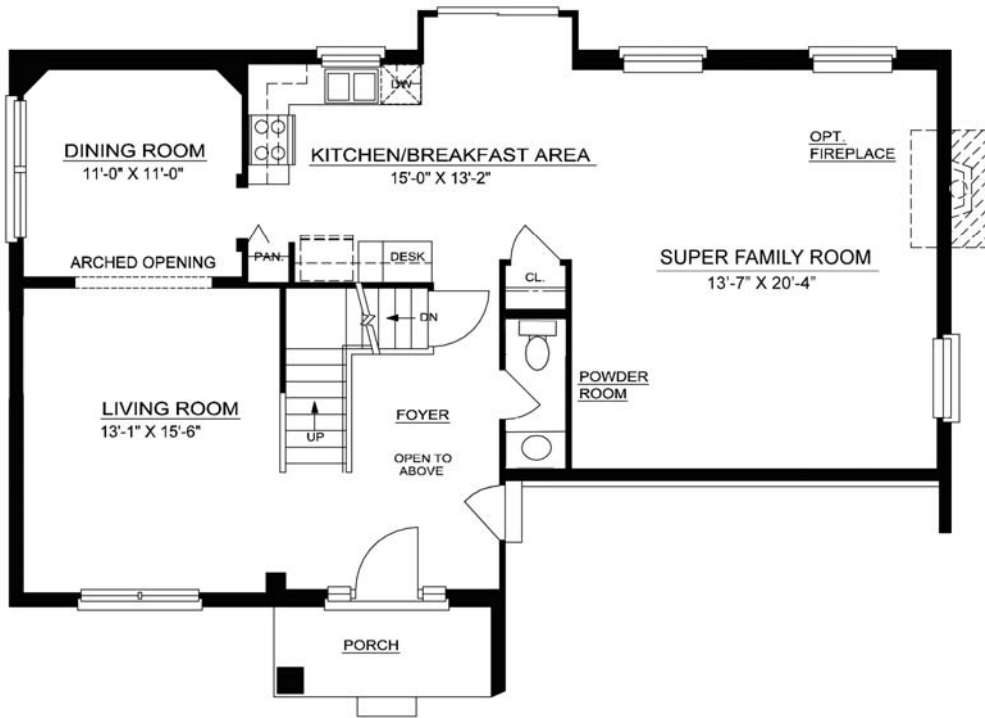 DW
DINING ROOM
11'-0" X 11'-0"
KITCHEN/BREAKFAST AREA
15'-0" X 13'-2"
OPT.
FIREPLACE
ARCHED OPENING
PAN.
DESK
CL.
SUPER FAMILY ROOM
13'-7" X 20'-4"
DN
POWDER
ROOM
LIVING ROOM
13'-1" X 15'-6"
UP
FOYER
OPEN TO
ABOVE
PORCH